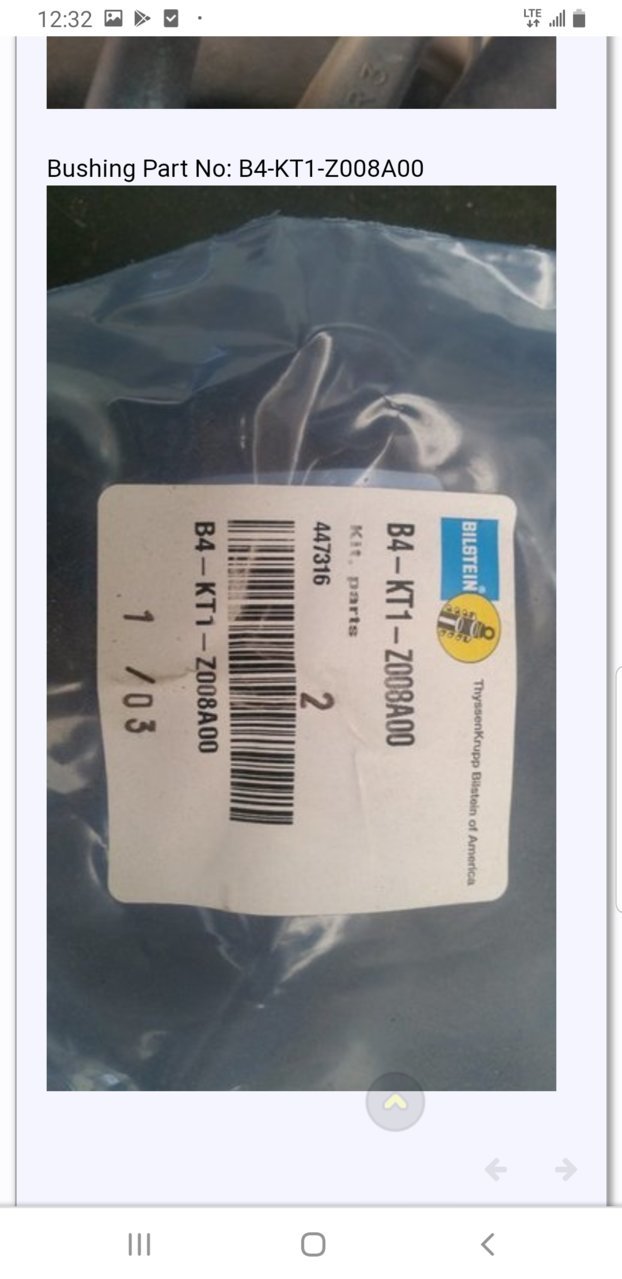 12:32
LTE
Bushing Part No: B4-KT1-Z008A00
BILSTEIN®
ThyssenKrupp Bilstein of America
B4-KT1-Z008A00
Kit, parts
447316
2
B4-KT1-Z008A00
1 /03